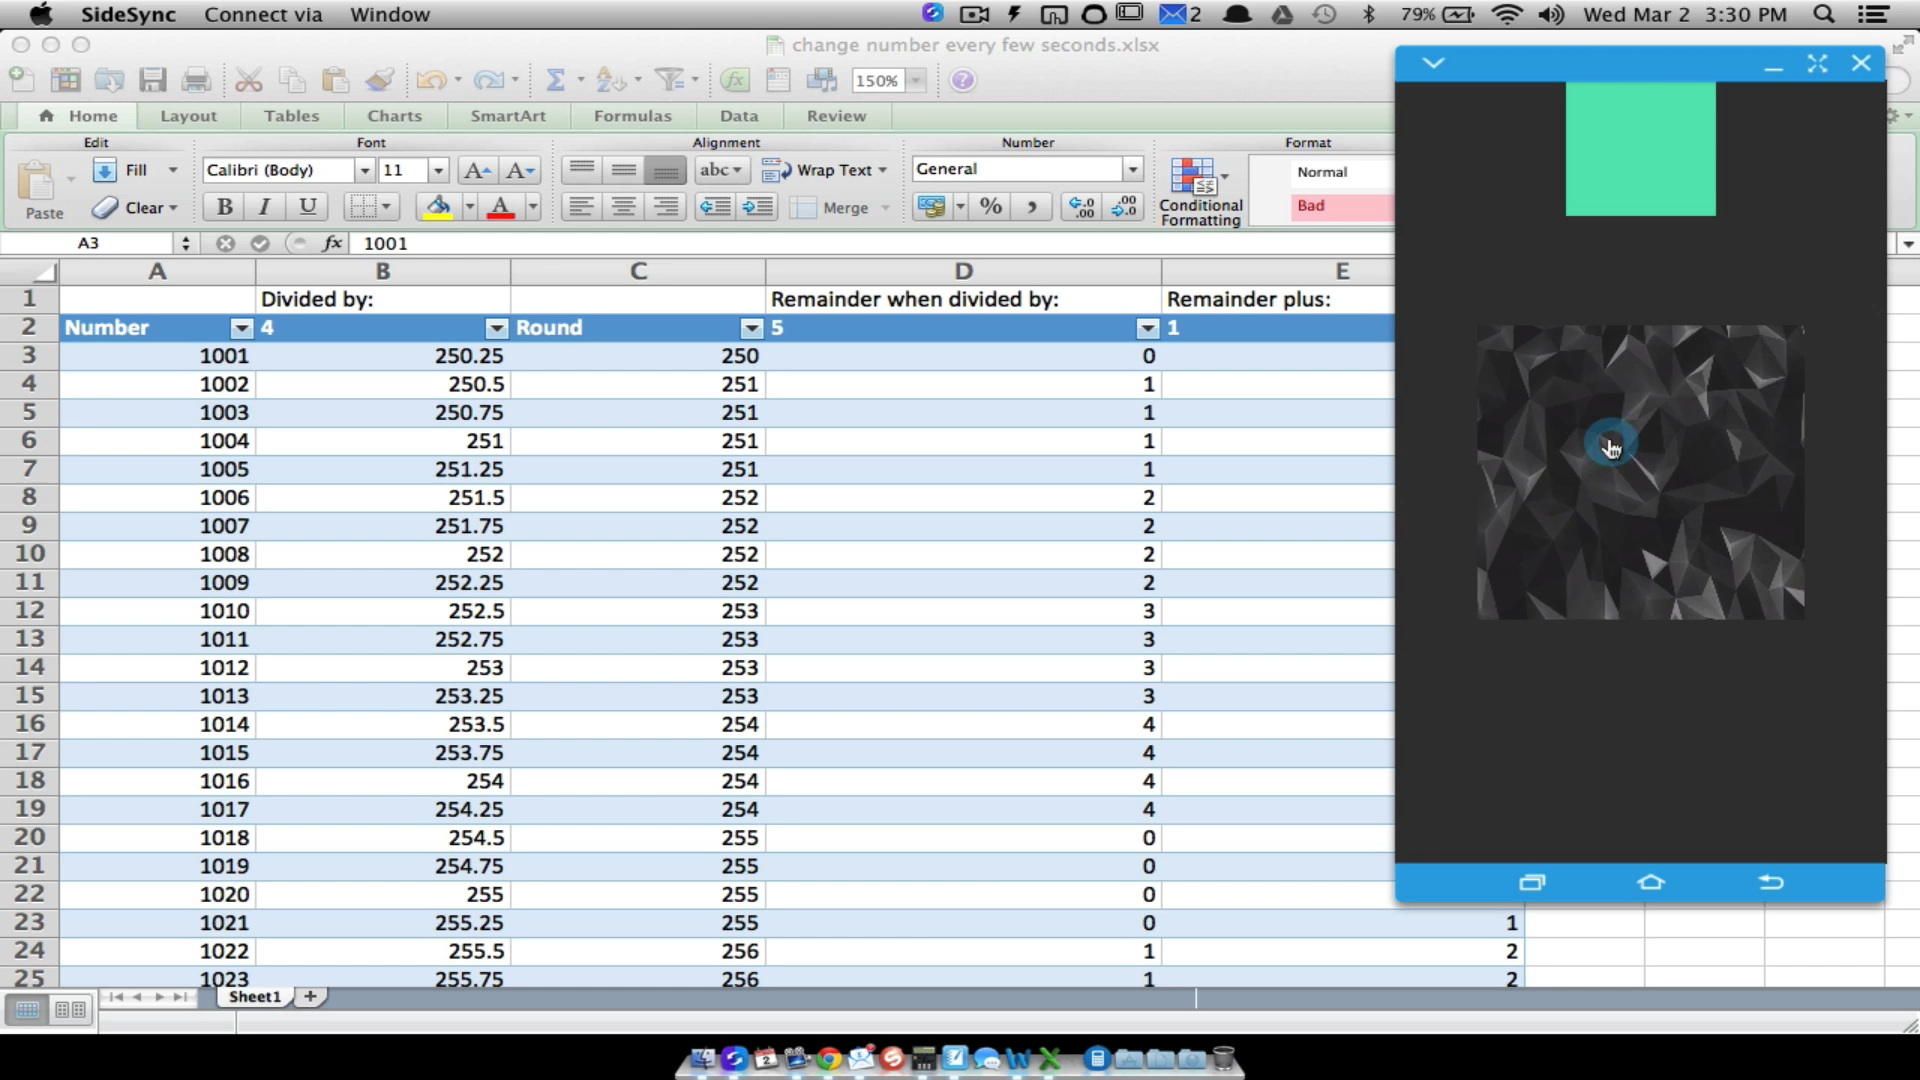 SideSync Connect via Window 2 79% Wed Mar 2 3:30 PM
change number every few seconds.xlsx
150%
Home Layout Tables Charts SmartArt Formulas Data Review
Edit Font Alignment Number Format
Fill Calibri (Body) 11 A A abc Wrap Text General Normal
Paste Clear B I U A Merge % Conditional Formatting Bad
A3 fx 1001
A B C D E
1 Divided by: Remainder when divided by: Remainder plus:
2 Number 4 Round 5 1
3 1001 250.25 250 0
4 1002 250.5 251 1
5 1003 250.75 251 1
6 1004 251 251 1
7 1005 251.25 251 1
8 1006 251.5 252 2
9 1007 251.75 252 2
10 1008 252 252 2
11 1009 252.25 252 2
12 1010 252.5 253 3
13 1011 252.75 253 3
14 1012 253 253 3
15 1013 253.25 253 3
16 1014 253.5 254 4
17 1015 253.75 254 4
18 1016 254 254 4
19 1017 254.25 254 4
20 1018 254.5 255 0
21 1019 254.75 255 0
22 1020 255 255 0
23 1021 255.25 255 0 1
24 1022 255.5 256 1 2
25 1023 255.75 256 1 2
Sheet1